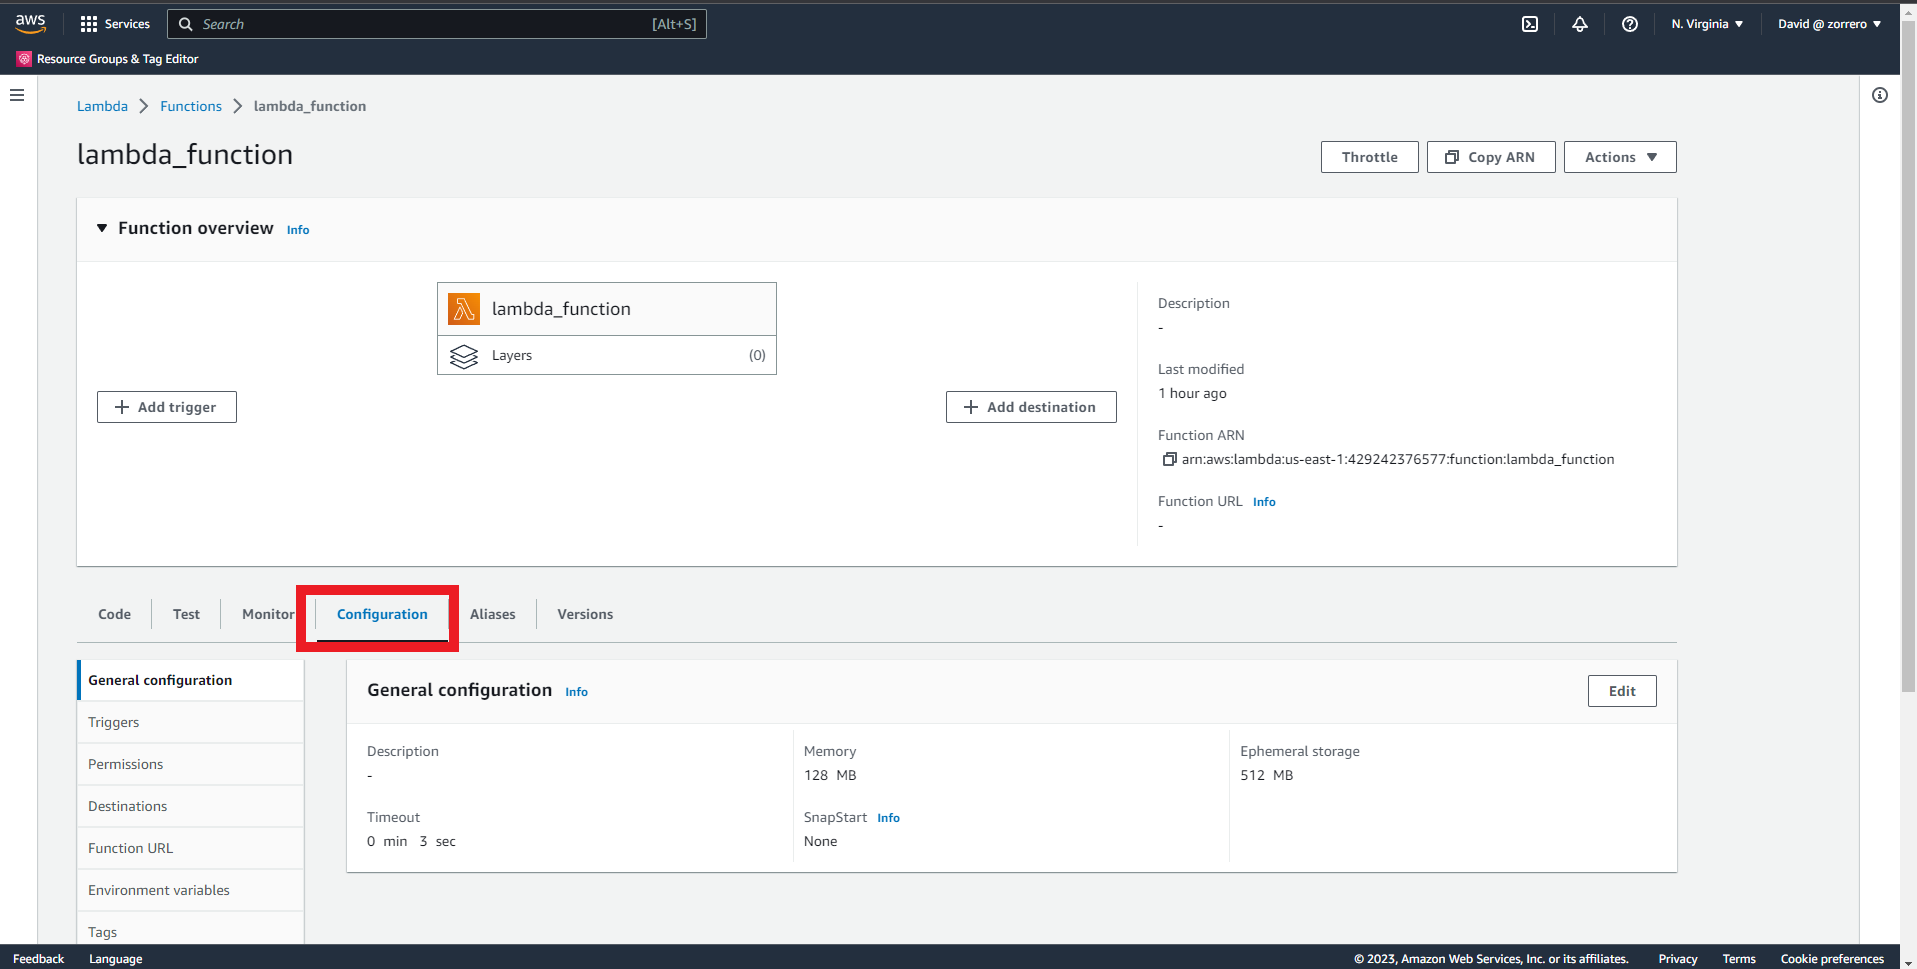 aws Services Search [Alt+S] N. Virginia David @ zorrero
Resource Groups & Tag Editor
Lambda Functions lambda_function
lambda_function
Throttle Copy ARN Actions
Function overview Info
lambda_function
Layers (0)
Add trigger
Add destination
Description
-
Last modified
1 hour ago
Function ARN
arn:aws:lambda:us-east-1:429242376577:function:lambda_function
Function URL Info
-
Code Test Monitor Configuration Aliases Versions
General configuration
Triggers
Permissions
Destinations
Function URL
Environment variables
Tags
General configuration Info
Edit
Description
-
Timeout
0 min 3 sec
Memory
128 MB
SnapStart Info
None
Ephemeral storage
512 MB
Feedback Language © 2023, Amazon Web Services, Inc. or its affiliates. Privacy Terms Cookie preferences